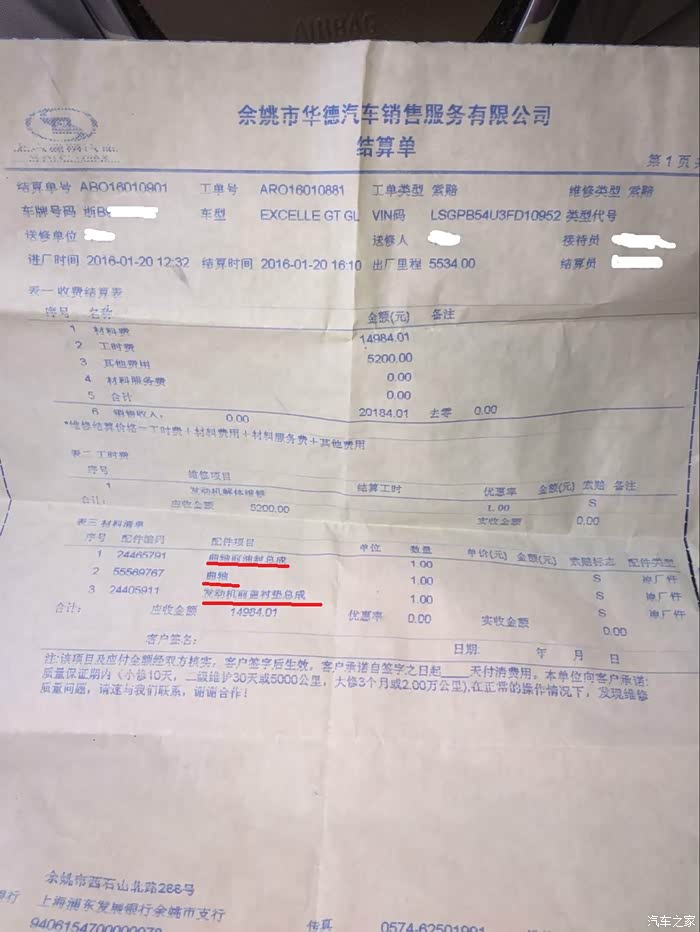 AIRBAG
余姚市华德汽车销售服务有限公司
结算单
第1页
结算单号 ARO16010901 工单号 ARO16010881 工单类型 索赔 维修类型 索赔
车牌号码 浙B 车型 EXCELLE GT GL VIN码 LSGPB54U3FD10952 类型代号
送修单位 送修人 接待员
进厂时间 2016-01-20 12:32 结算时间 2016-01-20 16:10 出厂里程 5534.00 结算员
表一 收费结算表
序号 名称 金额(元) 备注
1 材料费 14984.01
2 工时费 5200.00
3 其他费用 0.00
4 材料服务费 0.00
5 合计 20184.01 去零 0.00
6 销售收入: 0.00
*维修结算价格=工时费+材料费用+材料服务费+其他费用
表二 工时费
序号 维修项目 结算工时 优惠率 金额(元) 索赔 备注
1 发动机解体维修 1.00 S
合计: 应收金额 5200.00 实收金额 0.00
表三 材料清单
序号 配件编码 配件项目 单位 数量 单价(元) 金额(元) 索赔标志 配件类型
1 24465791 曲轴前油封总成 1.00 S 原厂件
2 55569767 曲轴 1.00 S 原厂件
3 24405911 发动机前盖衬垫总成 1.00 S 原厂件
合计: 应收金额 14984.01 优惠率 0.00 实收金额 0.00
客户签名: 日期: 年 月 日
注:该项目及应付金额经双方核实,客户签字后生效,客户承诺自签字之日起____天付清费用。本单位向客户承诺:
质量保证期内(小修10天,二级维护30天或5000公里,大修3个月或2.00万公里),在正常的操作情况下,发现维修
质量问题,请速与我们联系,谢谢合作!
余姚市西石山北路288号
银行 上海浦东发展银行余姚市支行
传真 0574-62501991
汽车之家